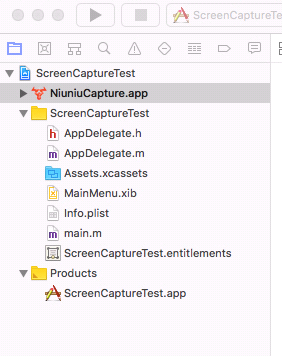 ScreenCaptureTest
ScreenCaptureTest
NiuniuCapture.app
ScreenCaptureTest
AppDelegate.h
AppDelegate.m
Assets.xcassets
MainMenu.xib
Info.plist
main.m
ScreenCaptureTest.entitlements
Products
ScreenCaptureTest.app